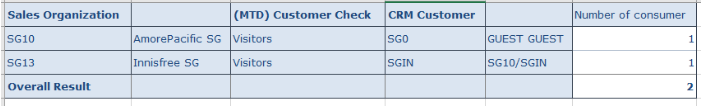 Sales Organization (MTD) Customer Check CRM Customer Number of consumer
SG10 AmorePacific SG Visitors SG0 GUEST GUEST 1
SG13 Innisfree SG Visitors SGIN SG10/SGIN 1
Overall Result 2